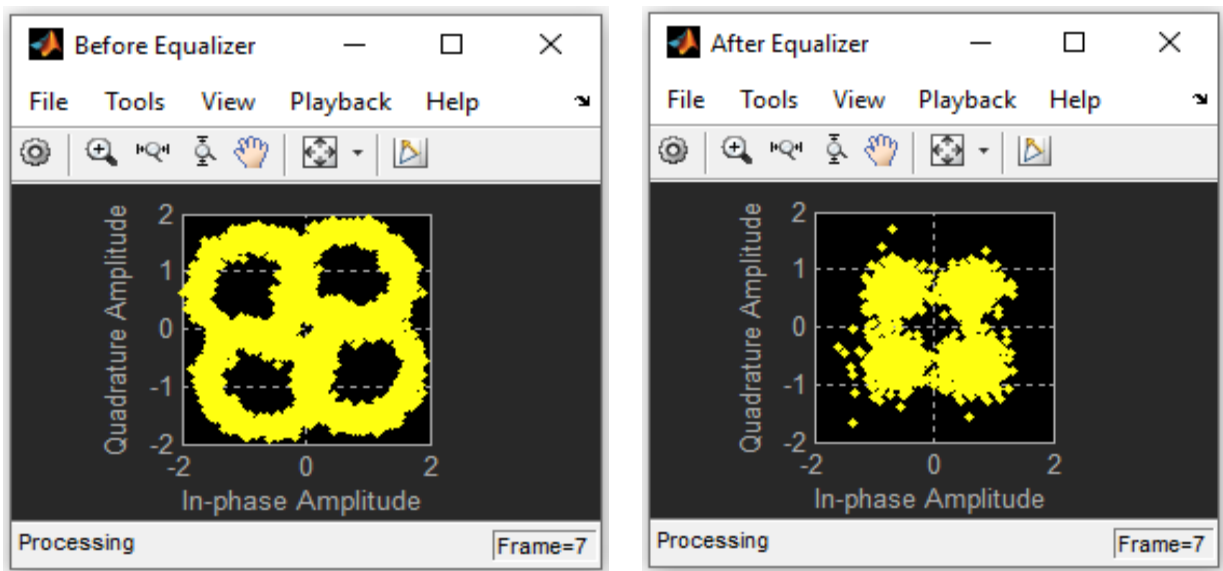 Before Equalizer
File Tools View Playback Help
Quadrature Amplitude
2
1
0
-1
-2
-2 0 2
In-phase Amplitude
Processing Frame=7
After Equalizer
File Tools View Playback Help
Quadrature Amplitude
2
1
0
-1
-2
-2 0 2
In-phase Amplitude
Processing Frame=7